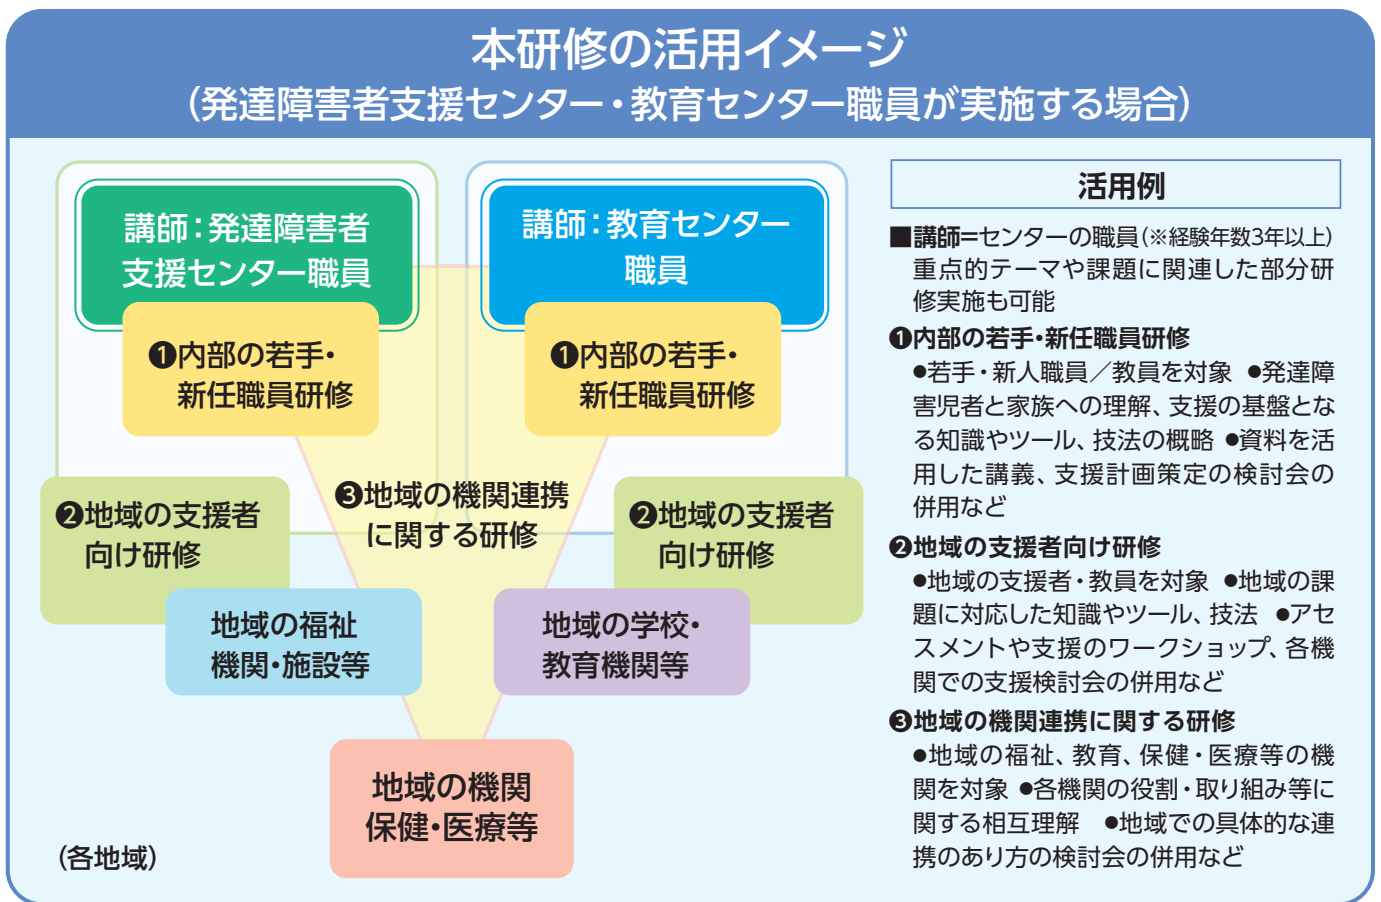 本研修の活用イメージ
（発達障害者支援センター・教育センター職員が実施する場合）
講師：発達障害者
支援センター職員
❶内部の若手・
新任職員研修
講師：教育センター
職員
❶内部の若手・
新任職員研修
❷地域の支援者
向け研修
❸地域の機関連携
に関する研修
❷地域の支援者
向け研修
地域の福祉
機関・施設等
地域の学校・
教育機関等
地域の機関
保健・医療等
（各地域）
活用例
■講師=センターの職員（※経験年数3年以上）
重点的テーマや課題に関連した部分研
修実施も可能
❶内部の若手・新任職員研修
●若手・新人職員／教員を対象 ●発達障
害児者と家族への理解、支援の基盤とな
る知識やツール、技法の概略 ●資料を活
用した講義、支援計画策定の検討会の
併用など
❷地域の支援者向け研修
●地域の支援者・教員を対象 ●地域の課
題に対応した知識やツール、技法 ●アセ
スメントや支援のワークショップ、各機
関での支援検討会の併用など
❸地域の機関連携に関する研修
●地域の福祉、教育、保健・医療等の機
関を対象 ●各機関の役割・取り組み等に
関する相互理解 ●地域での具体的な連
携のあり方の検討会の併用など